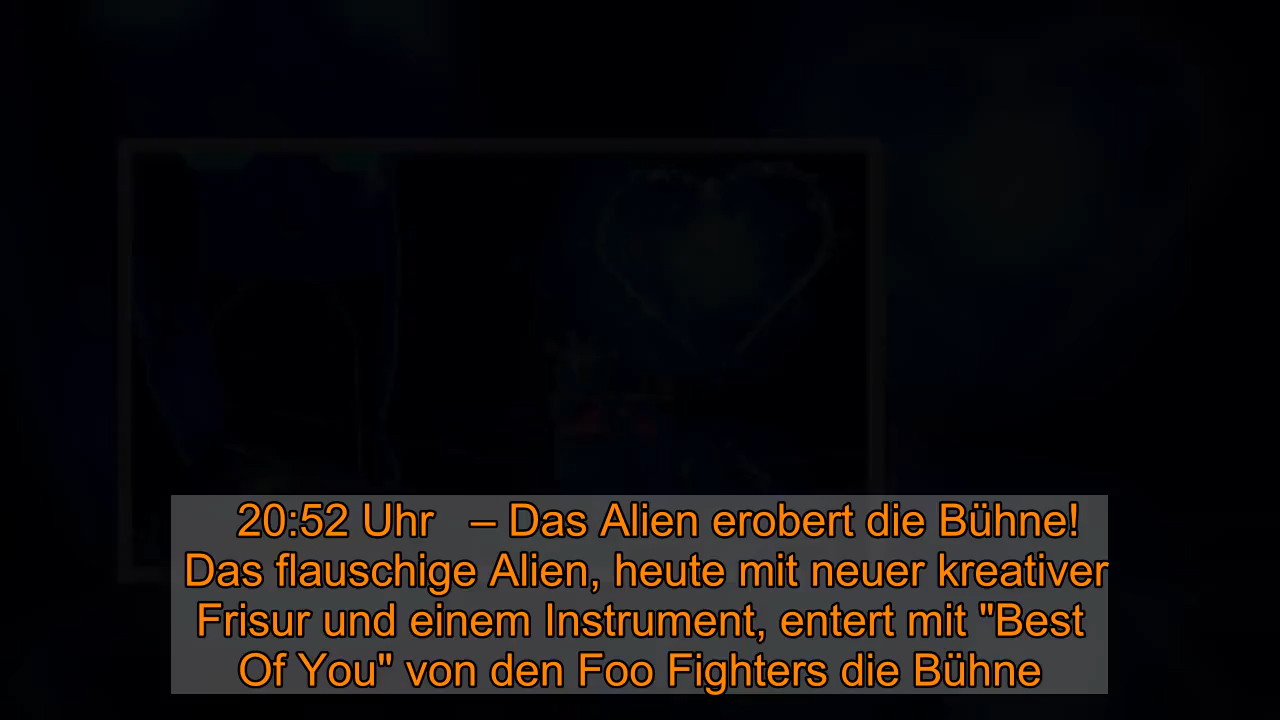 20:52 Uhr – Das Alien erobert die Bühne!
Das flauschige Alien, heute mit neuer kreativer
Frisur und einem Instrument, entert mit "Best
Of You" von den Foo Fighters die Bühne